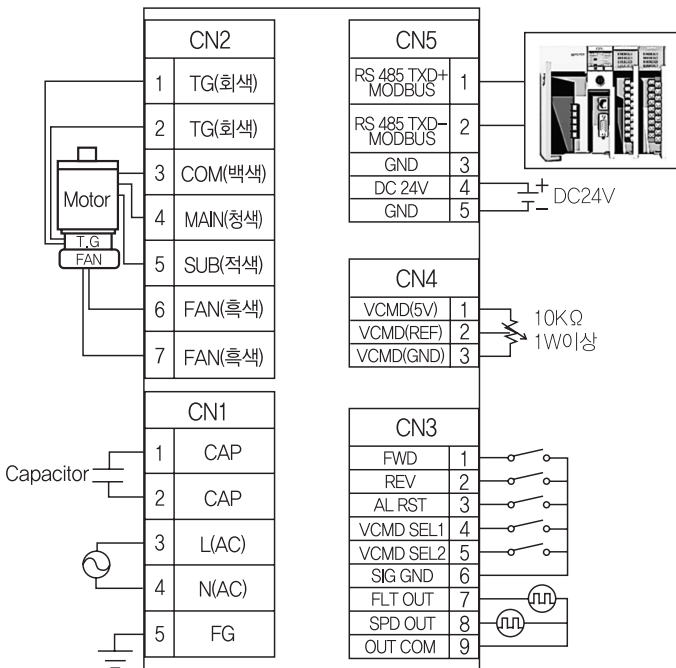 CN2
1 TG(회색)
2 TG(회색)
3 COM(백색)
4 MAIN(청색)
5 SUB(적색)
6 FAN(흑색)
7 FAN(흑색)
Motor
T.G
FAN
CN1
1 CAP
2 CAP
3 L(AC)
4 N(AC)
5 FG
Capacitor
CN5
RS 485 TXD+
MODBUS 1
RS 485 TXD-
MODBUS 2
GND 3
DC 24V 4
GND 5
+
DC24V
−
CN4
VCMD(5V) 1
VCMD(REF) 2
VCMD(GND) 3
10KΩ
1W이상
CN3
FWD 1
REV 2
AL RST 3
VCMD SEL1 4
VCMD SEL2 5
SIG GND 6
FLT OUT 7
SPD OUT 8
OUT COM 9